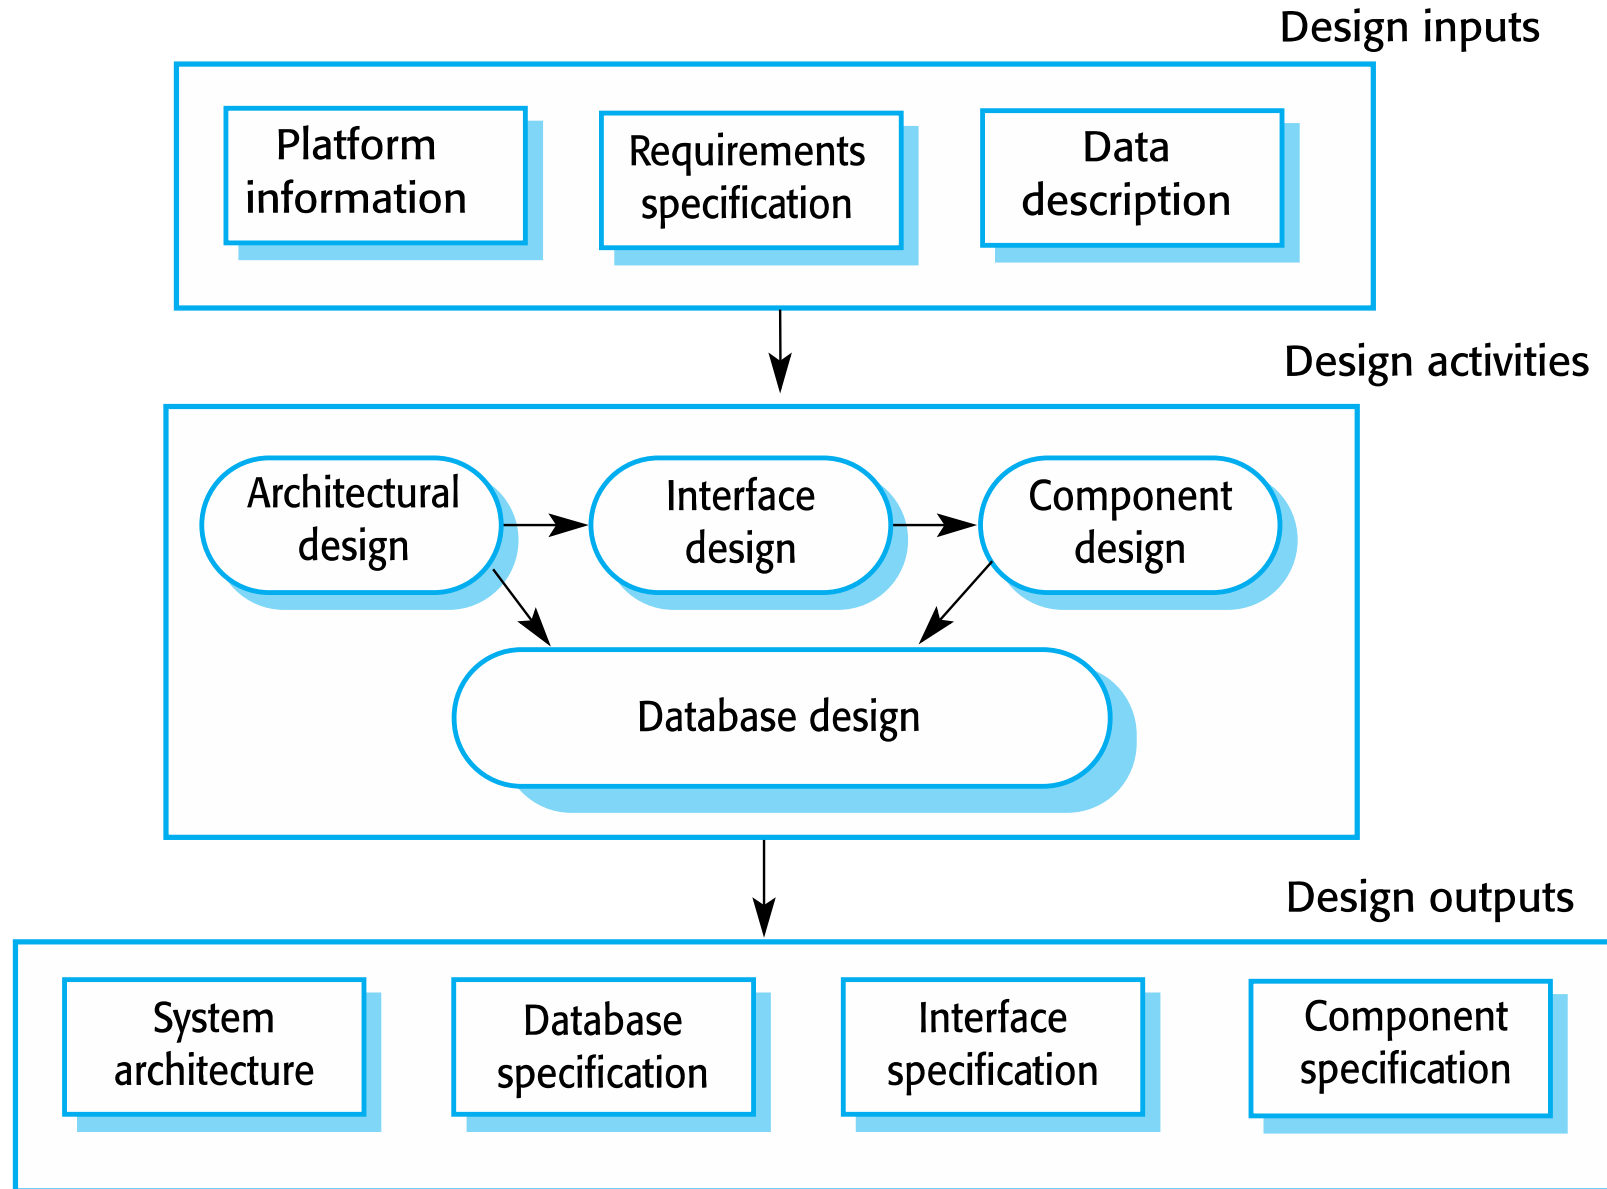 Design inputs
Platform
information
Requirements
specification
Data
description
Design activities
Architectural
design
Interface
design
Component
design
Database design
Design outputs
System
architecture
Database
specification
Interface
specification
Component
specification